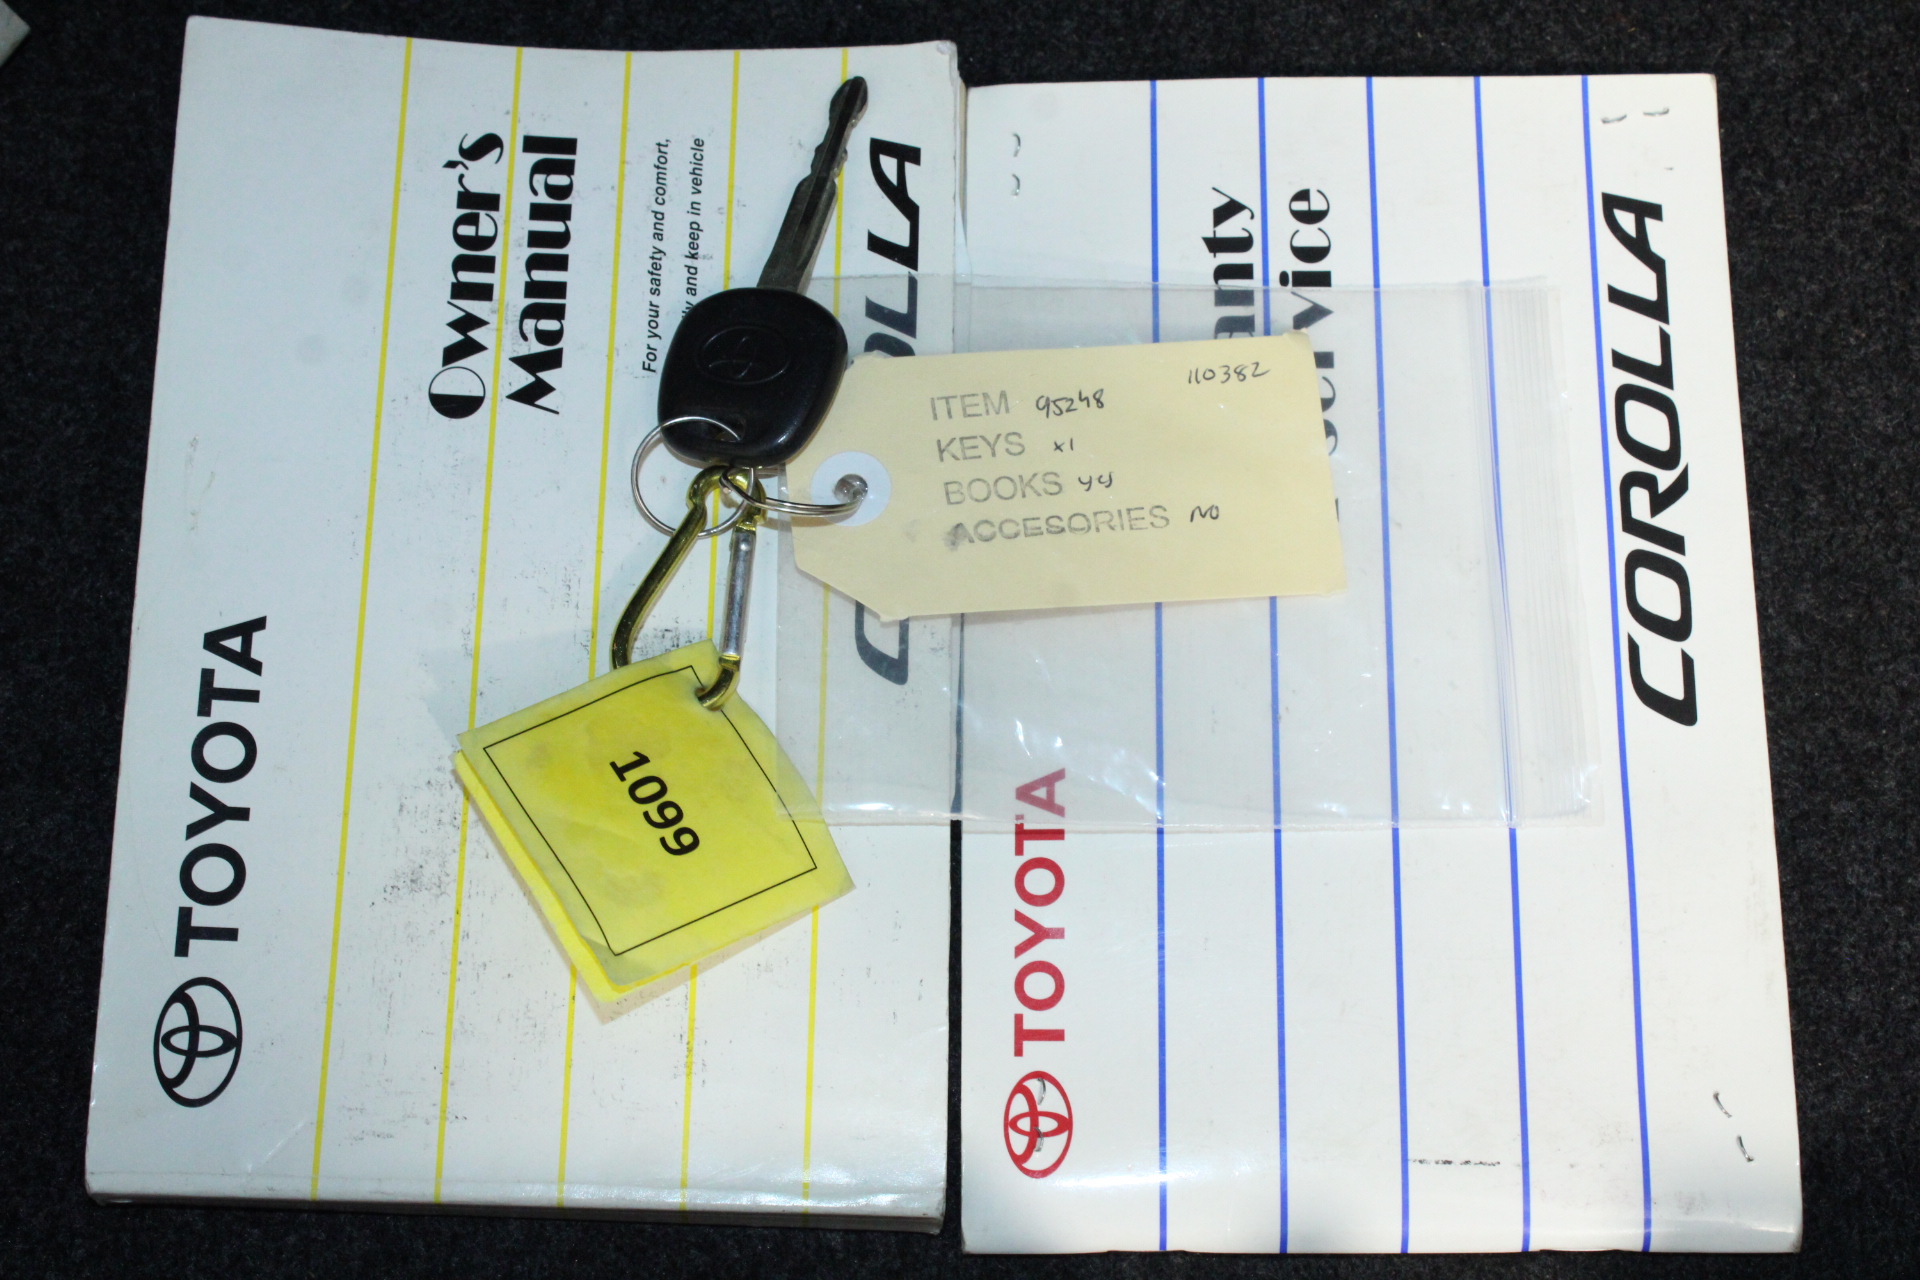 Owner's
Manual
For your safety and comfort,
and keep in vehicle
COROLLA
TOYOTA
ITEM 95248
110382
KEYS x1
BOOKS yes
ACCESORIES NO
1099
COROLLA
TOYOTA